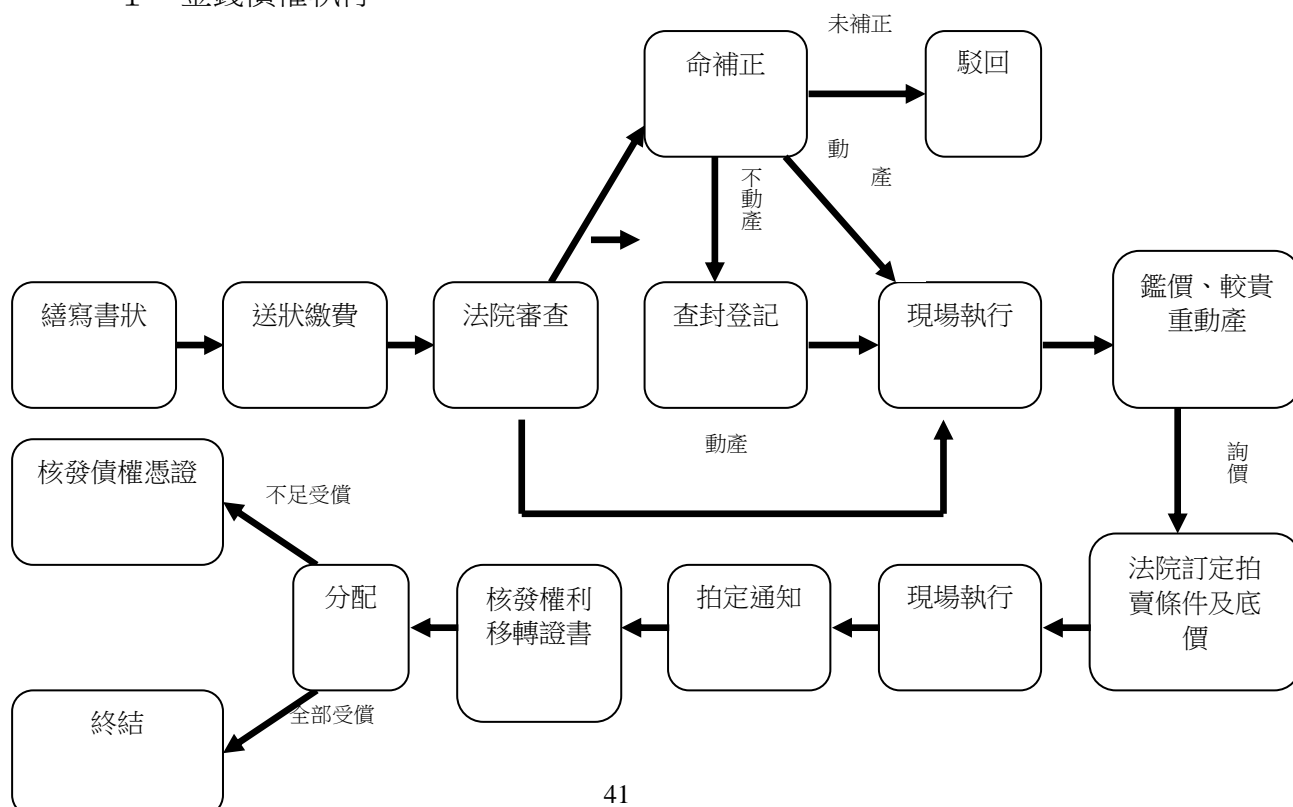 1　金錢債權執行
未補正
命補正
駁回
動
產
不
動
產
繕寫書狀
送狀繳費
法院審查
查封登記
現場執行
鑑價、較貴
重動產
動產
詢
價
核發債權憑證
不足受償
分配
核發權利
移轉證書
拍定通知
現場執行
法院訂定拍
賣條件及底
價
全部受償
終結
41